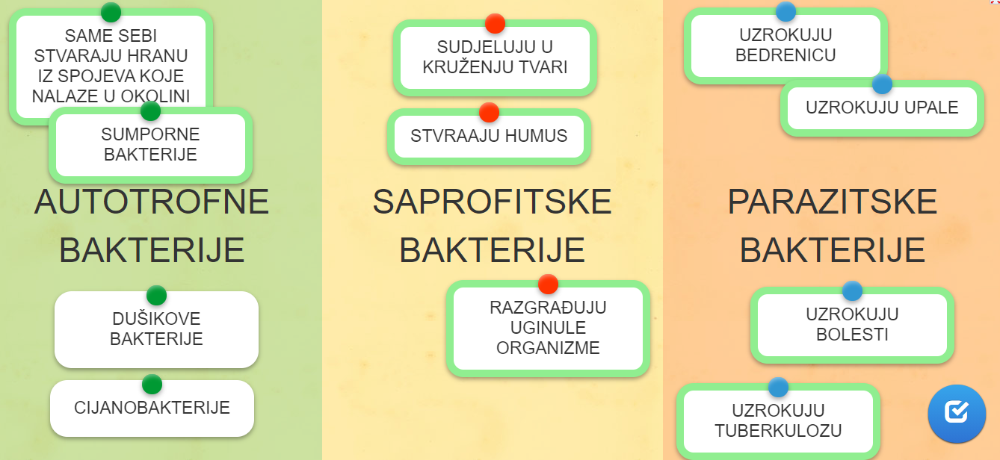 SAME SEBI
STVARAJU HRANU
IZ SPOJEVA KOJE
NALAZE U OKOLINI
SUMPORNE
BAKTERIJE
AUTOTROFNE
BAKTERIJE
DUŠIKOVE
BAKTERIJE
CIJANOBAKTERIJE
SUDJELUJU U
KRUŽENJU TVARI
STVRAAJU HUMUS
SAPROFITSKE
BAKTERIJE
RAZGRAĐUJU
UGINULE
ORGANIZME
UZROKUJU
BEDRENICU
UZROKUJU UPALE
PARAZITSKE
BAKTERIJE
UZROKUJU
BOLESTI
UZROKUJU
TUBERKULOZU